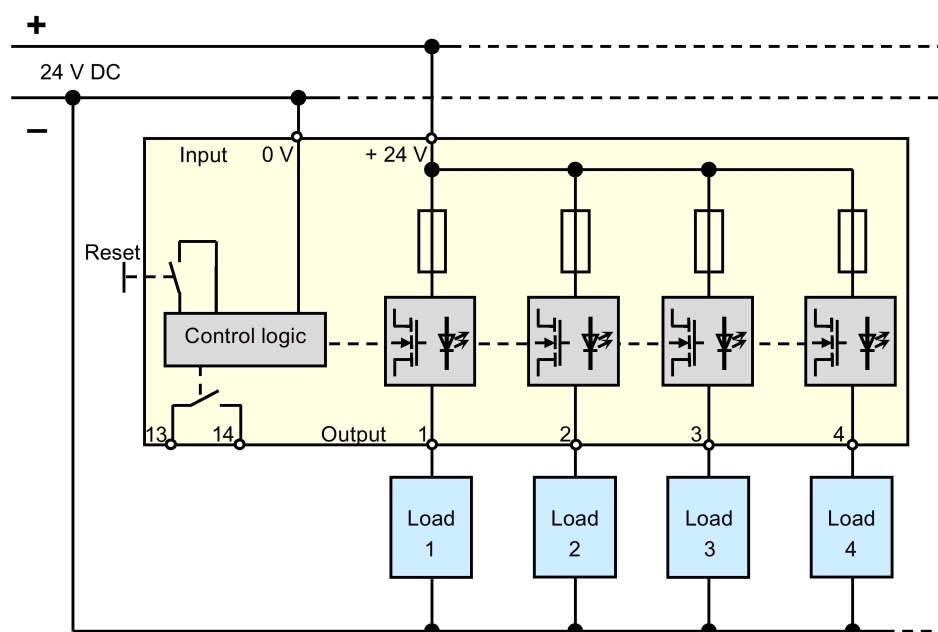 +
24 V DC
−
Input 0 V + 24 V
Reset
Control logic
13 14 Output 1 2 3 4
Load Load Load Load
1 2 3 4